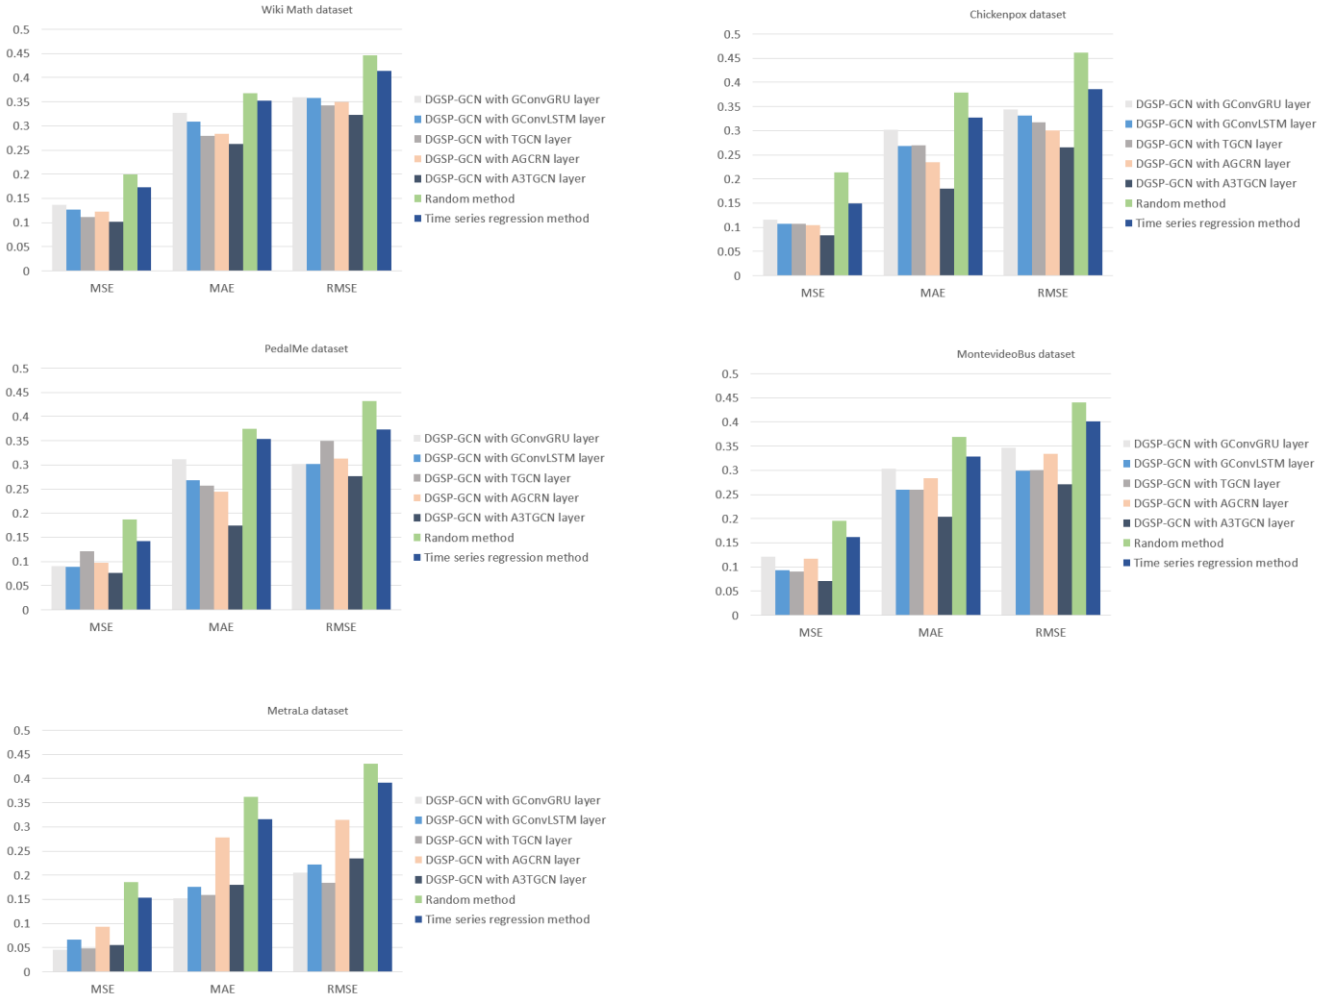 Wiki Math dataset
0.5
0.45
0.4
0.35
0.3
0.25
0.2
0.15
0.1
0.05
0
MSE MAE RMSE
DGSP-GCN with GConvGRU layer
DGSP-GCN with GConvLSTM layer
DGSP-GCN with TGCN layer
DGSP-GCN with AGCRN layer
DGSP-GCN with A3TGCN layer
Random method
Time series regression method
Chickenpox dataset
0.5
0.45
0.4
0.35
0.3
0.25
0.2
0.15
0.1
0.05
0
MSE MAE RMSE
DGSP-GCN with GConvGRU layer
DGSP-GCN with GConvLSTM layer
DGSP-GCN with TGCN layer
DGSP-GCN with AGCRN layer
DGSP-GCN with A3TGCN layer
Random method
Time series regression method
PedalMe dataset
0.5
0.45
0.4
0.35
0.3
0.25
0.2
0.15
0.1
0.05
0
MSE MAE RMSE
DGSP-GCN with GConvGRU layer
DGSP-GCN with GConvLSTM layer
DGSP-GCN with TGCN layer
DGSP-GCN with AGCRN layer
DGSP-GCN with A3TGCN layer
Random method
Time series regression method
MontevideoBus dataset
0.5
0.45
0.4
0.35
0.3
0.25
0.2
0.15
0.1
0.05
0
MSE MAE RMSE
DGSP-GCN with GConvGRU layer
DGSP-GCN with GConvLSTM layer
DGSP-GCN with TGCN layer
DGSP-GCN with AGCRN layer
DGSP-GCN with A3TGCN layer
Random method
Time series regression method
MetraLa dataset
0.5
0.45
0.4
0.35
0.3
0.25
0.2
0.15
0.1
0.05
0
MSE MAE RMSE
DGSP-GCN with GConvGRU layer
DGSP-GCN with GConvLSTM layer
DGSP-GCN with TGCN layer
DGSP-GCN with AGCRN layer
DGSP-GCN with A3TGCN layer
Random method
Time series regression method